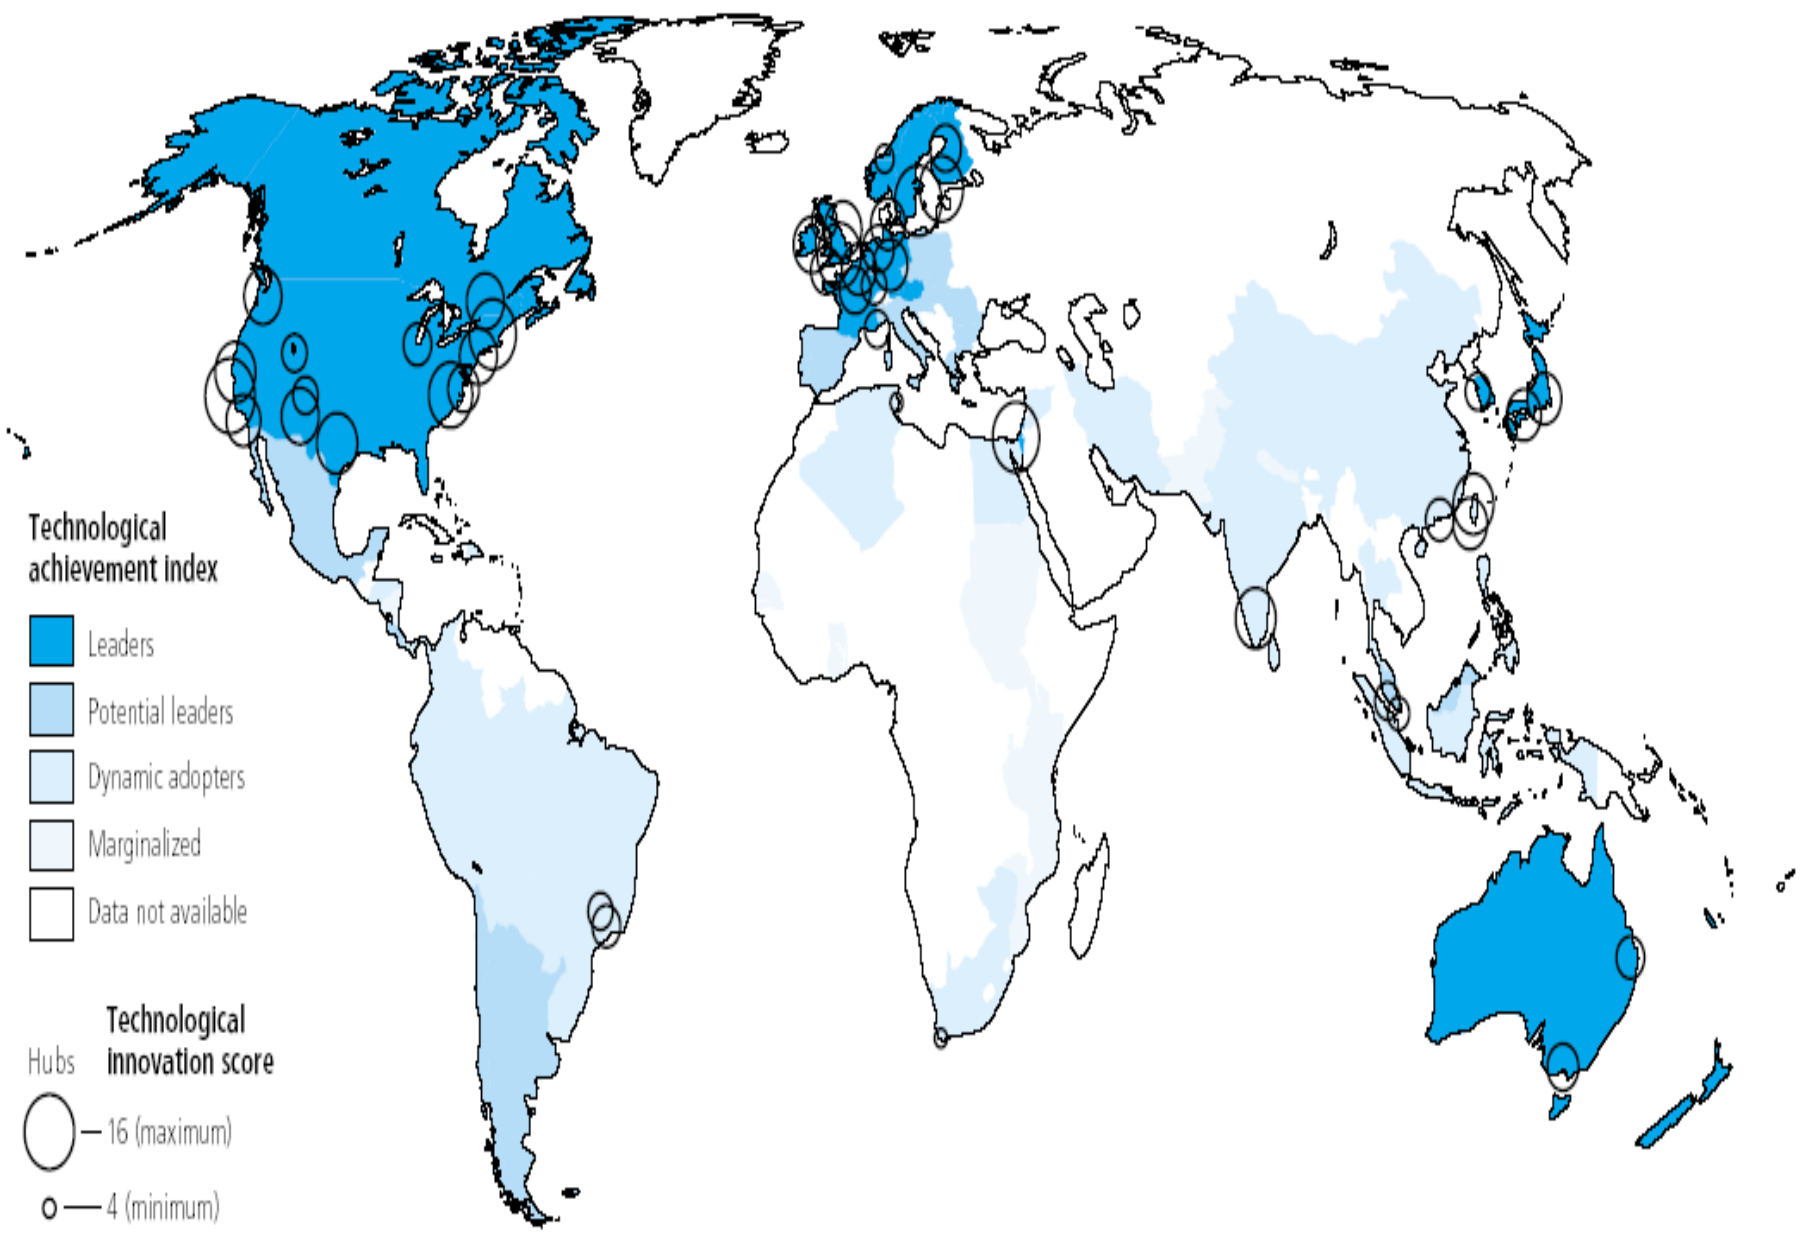 Technological
achievement index
Leaders
Potential leaders
Dynamic adopters
Marginalized
Data not available
Technological
Hubs innovation score
16 (maximum)
4 (minimum)